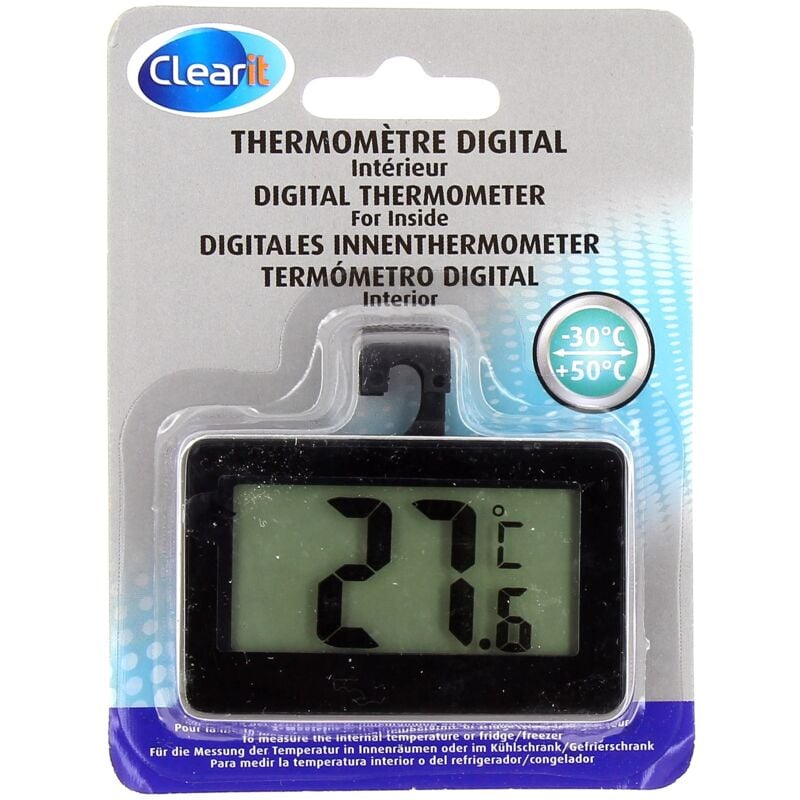 Clearit
THERMOMÈTRE DIGITAL
Intérieur
DIGITAL THERMOMETER
For Inside
DIGITALES INNENTHERMOMETER
TERMÓMETRO DIGITAL
Interior
-30°C
+50°C
27.6 °C
Pour la
To measure the internal temperature or fridge/freezer
Für die Messung der Temperatur in Innenräumen oder im Kühlschrank/Gefrierschrank
Para medir la temperatura interior o del refrigerador/congelador